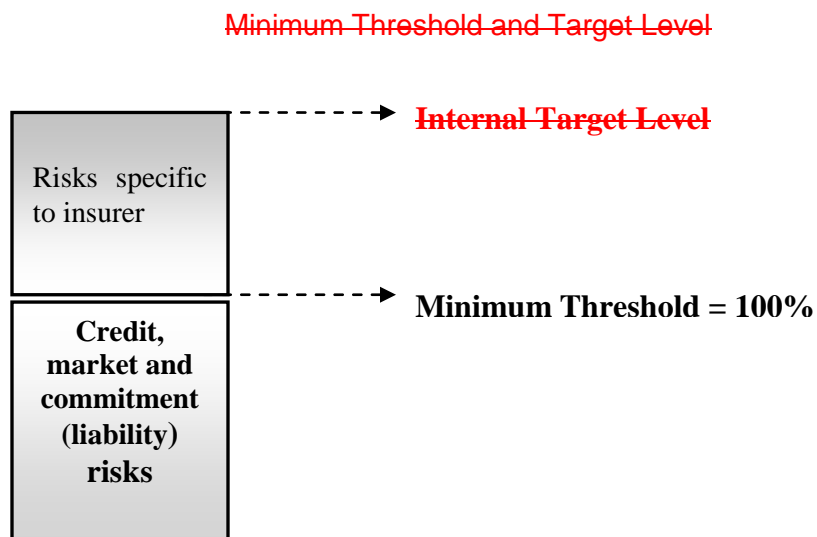 Minimum Threshold and Target Level
Internal Target Level
Risks specific
to insurer
Minimum Threshold = 100%
Credit,
market and
commitment
(liability)
risks